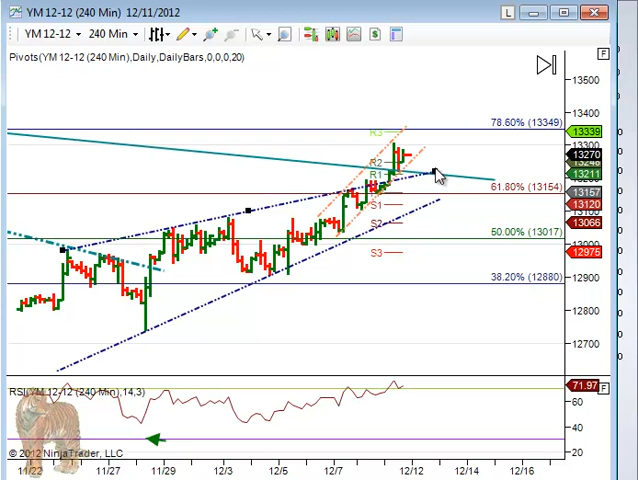 YM 12-12 (240 Min) 12/11/2012
L
YM 12-12
240 Min
$
Pivots(YM 12-12 (240 Min),Daily,DailyBars,0,0,0,20)
F
13500
13400
78.60% (13349)
R3
13339
13270
R2
13248
R1
13211
61.80% (13154)
13157
S1
13120
13100
S2
13066
50.00% (13017)
13000
S3
12975
12900
38.20% (12880)
12800
12700
RSI(YM 12-12 (240 Min),14,3)
71.97
F
60
40
© 2012 NinjaTrader, LLC
20
11/22
11/27
11/29
12/3
12/5
12/7
12/12
12/14
12/16